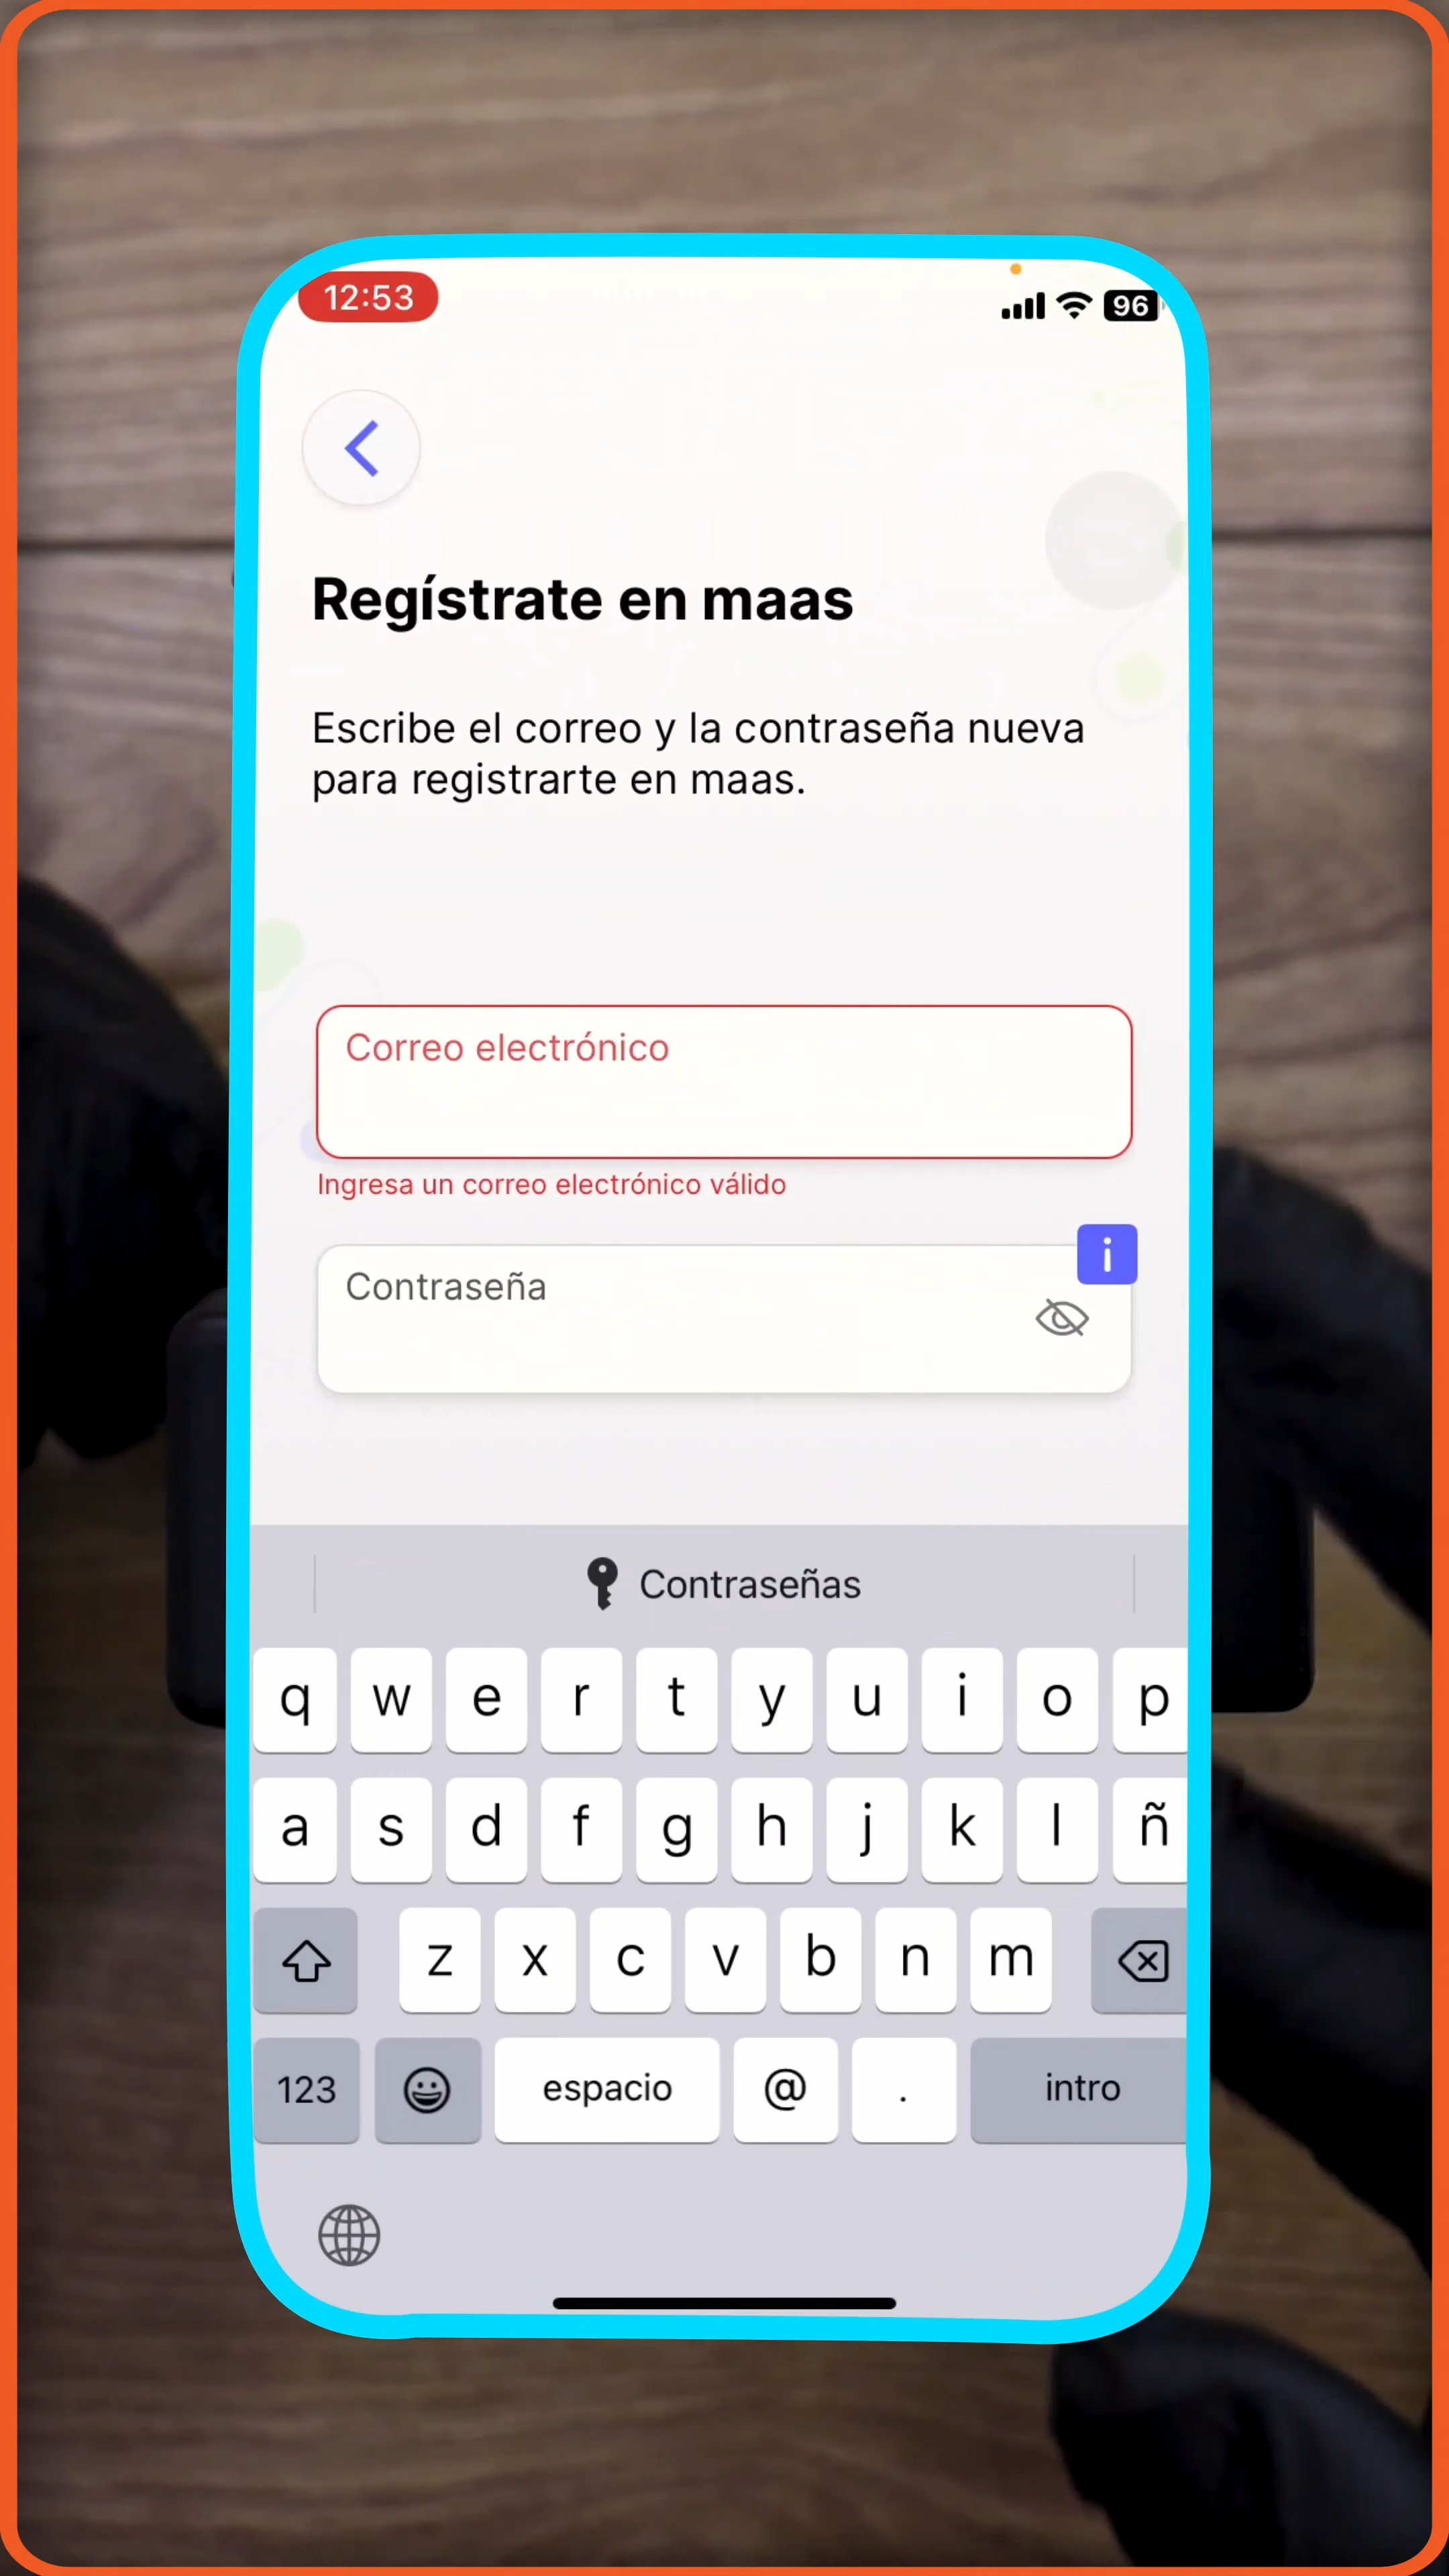 12:53
96
Regístrate en maas
Escribe el correo y la contraseña nueva
para registrarte en maas.
Correo electrónico
Ingresa un correo electrónico válido
i
Contraseña
Contraseñas
q w e r t y u i o p
a s d f g h j k l ñ
z x c v b n m
123 espacio @ . intro